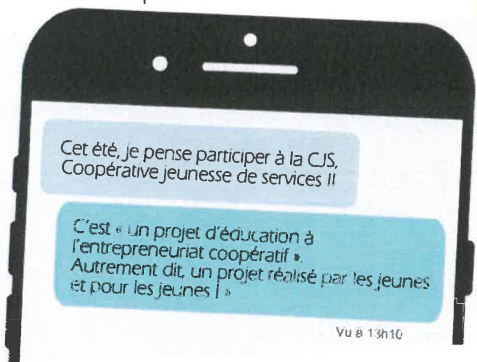 Cet été, je pense participer à la CJS,
Coopérative jeunesse de services !!
C'est « un projet d'éducation à
l'entrepreneuriat coopératif ».
Autrement dit, un projet réalisé par les jeunes
et pour les jeunes ! »
Vu à 13h10